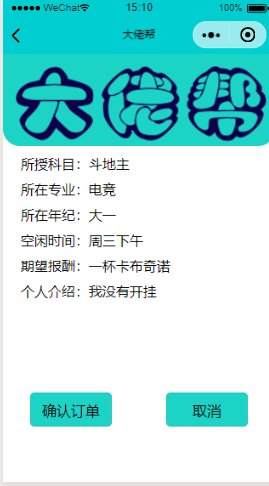 WeChat 15:10 100%
大佬帮
大佬帮
所授科目：斗地主
所在专业：电竞
所在年纪：大一
空闲时间：周三下午
期望报酬：一杯卡布奇诺
个人介绍：我没有开挂
确认订单 取消